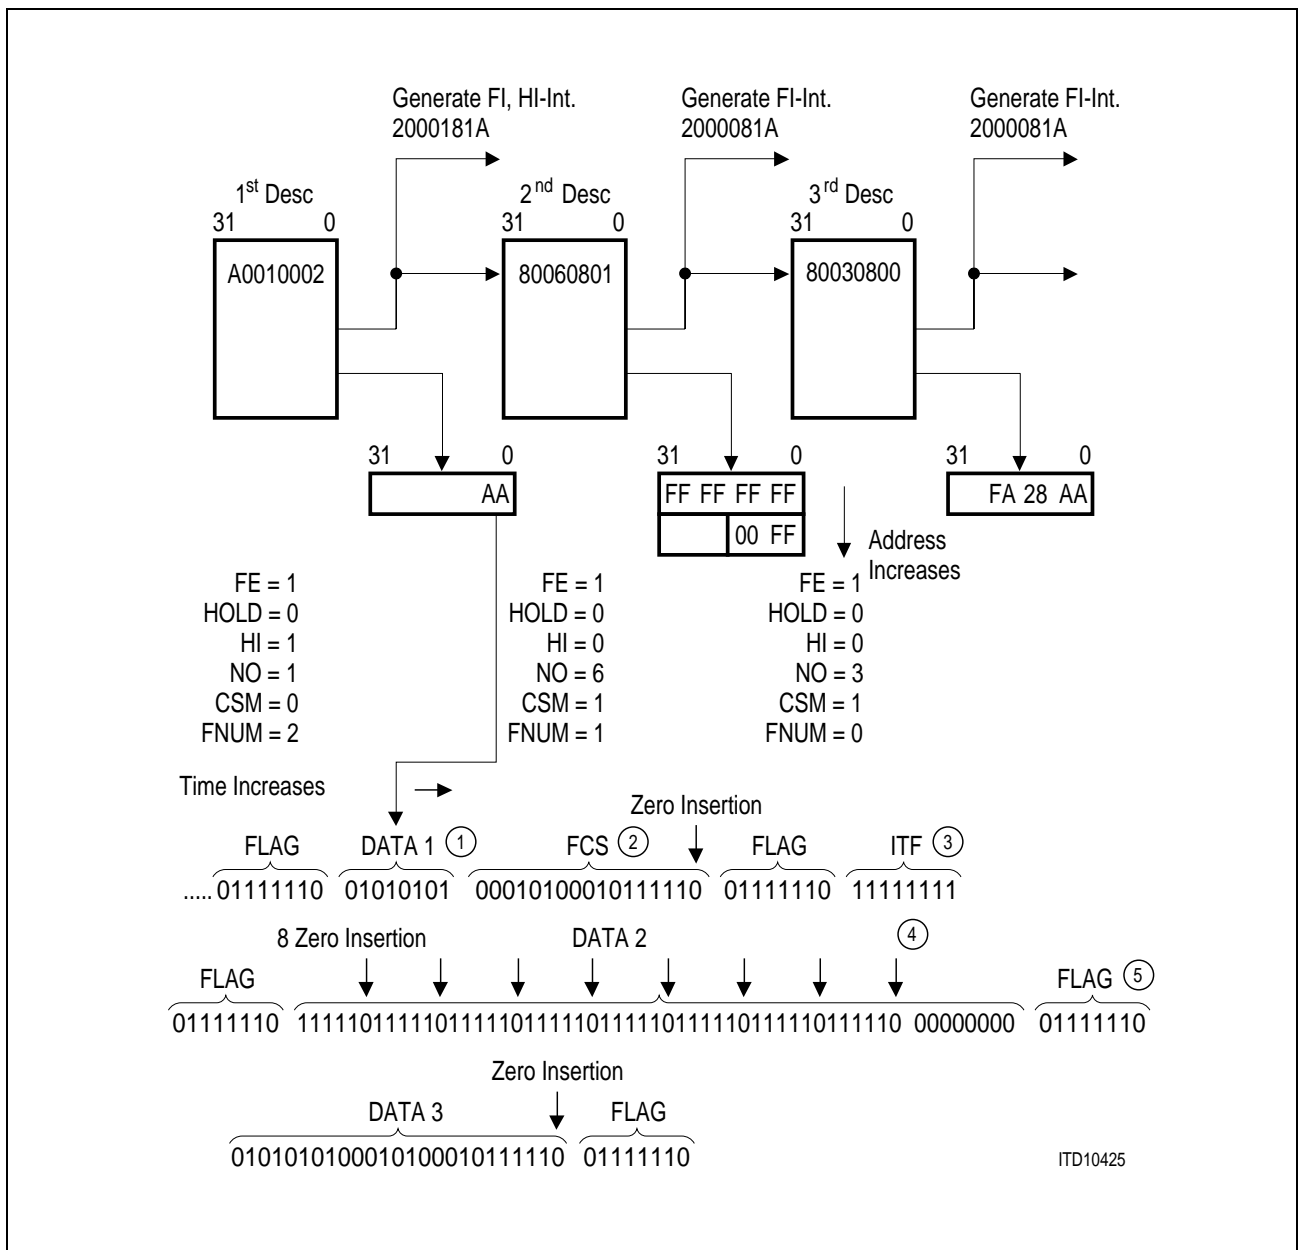 Generate FI, HI-Int. Generate FI-Int. Generate FI-Int.
2000181A 2000081A 2000081A
1st Desc 2nd Desc 3rd Desc
31 0 31 0 31 0
A0010002 80060801 80030800
31 0 31 0 31 0
AA FF FF FF FF FA 28 AA
00 FF
Address
Increases
FE = 1 FE = 1 FE = 1
HOLD = 0 HOLD = 0 HOLD = 0
HI = 1 HI = 0 HI = 0
NO = 1 NO = 6 NO = 3
CSM = 0 CSM = 1 CSM = 1
FNUM = 2 FNUM = 1 FNUM = 0
Time Increases
Zero Insertion
FLAG DATA 1 1 FCS 2 FLAG ITF 3
..... 01111110 01010101 00010100010111110 01111110 11111111
8 Zero Insertion DATA 2 4
FLAG FLAG 5
01111110 111110111110111110111110111110111110111110111110 00000000 01111110
Zero Insertion
DATA 3 FLAG
0101010100010100010111110 01111110
ITD10425